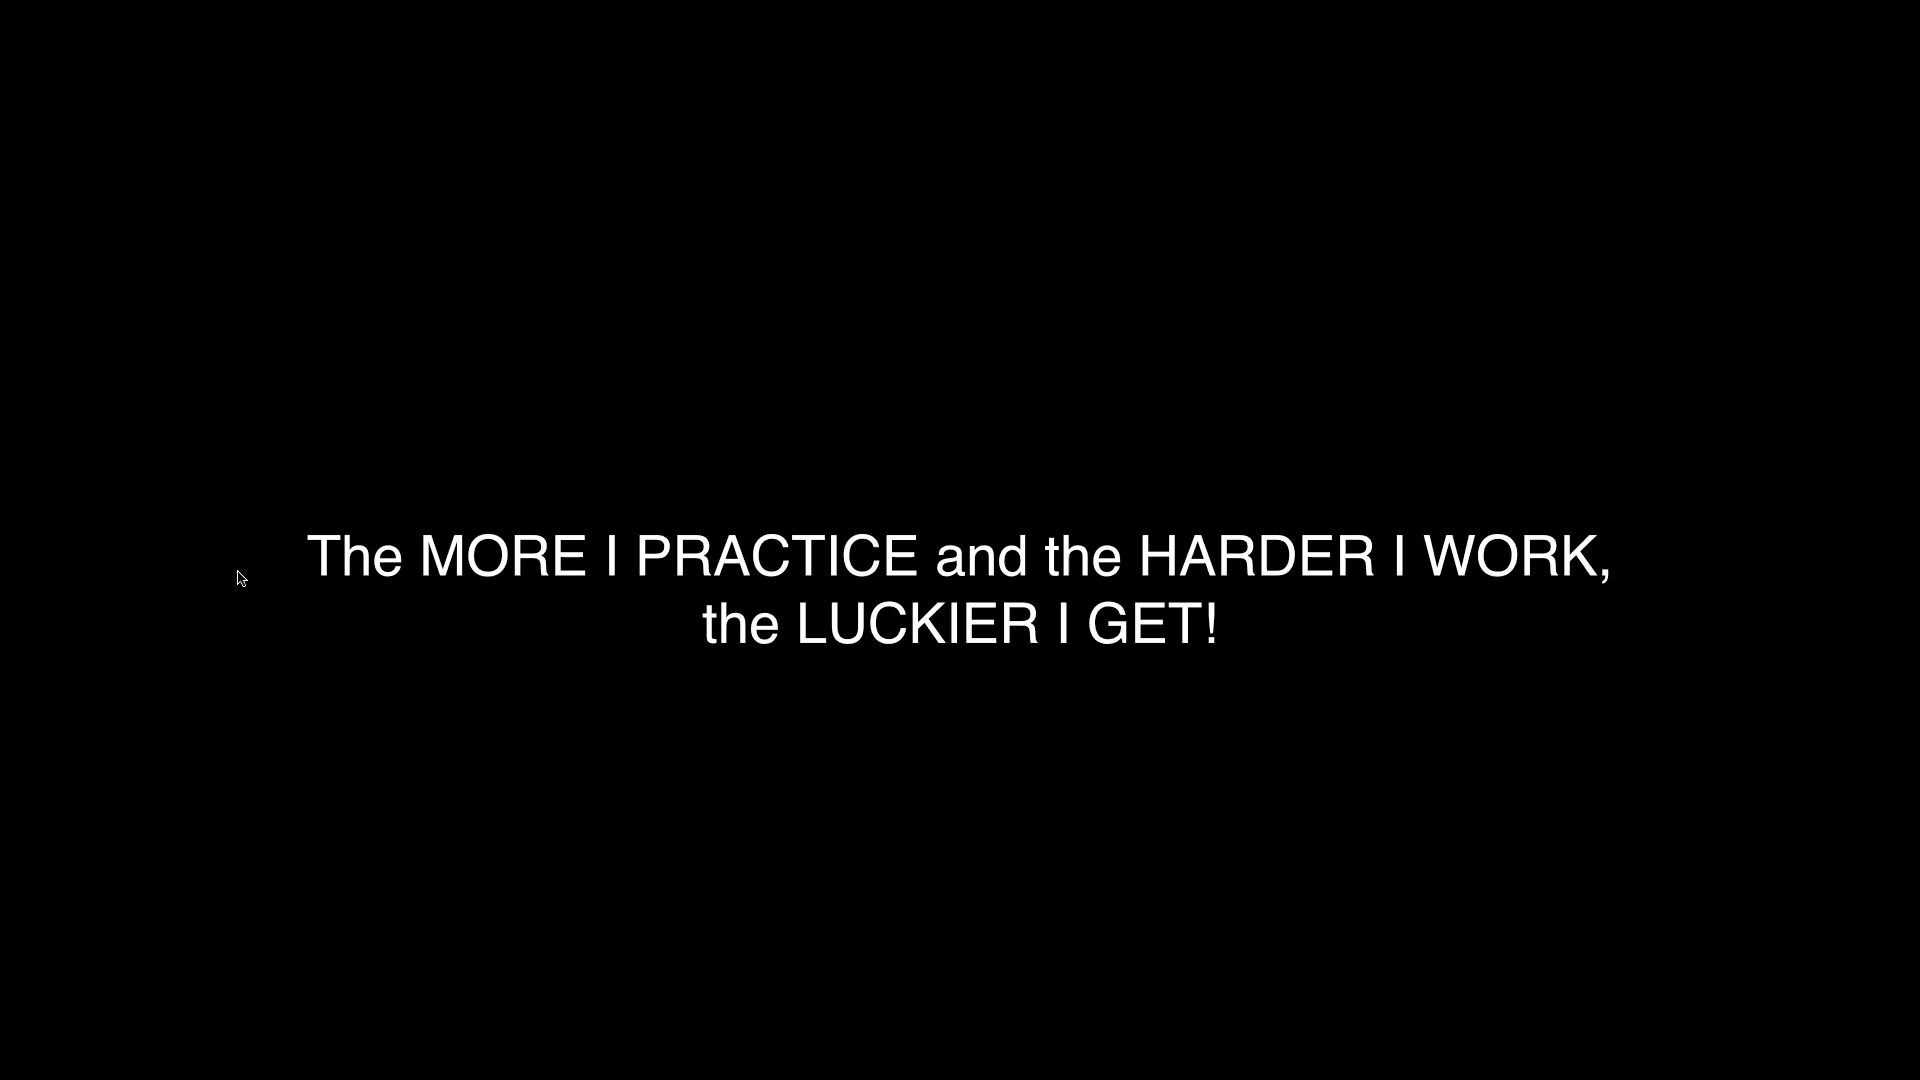 The MORE I PRACTICE and the HARDER I WORK,
the LUCKIER I GET!